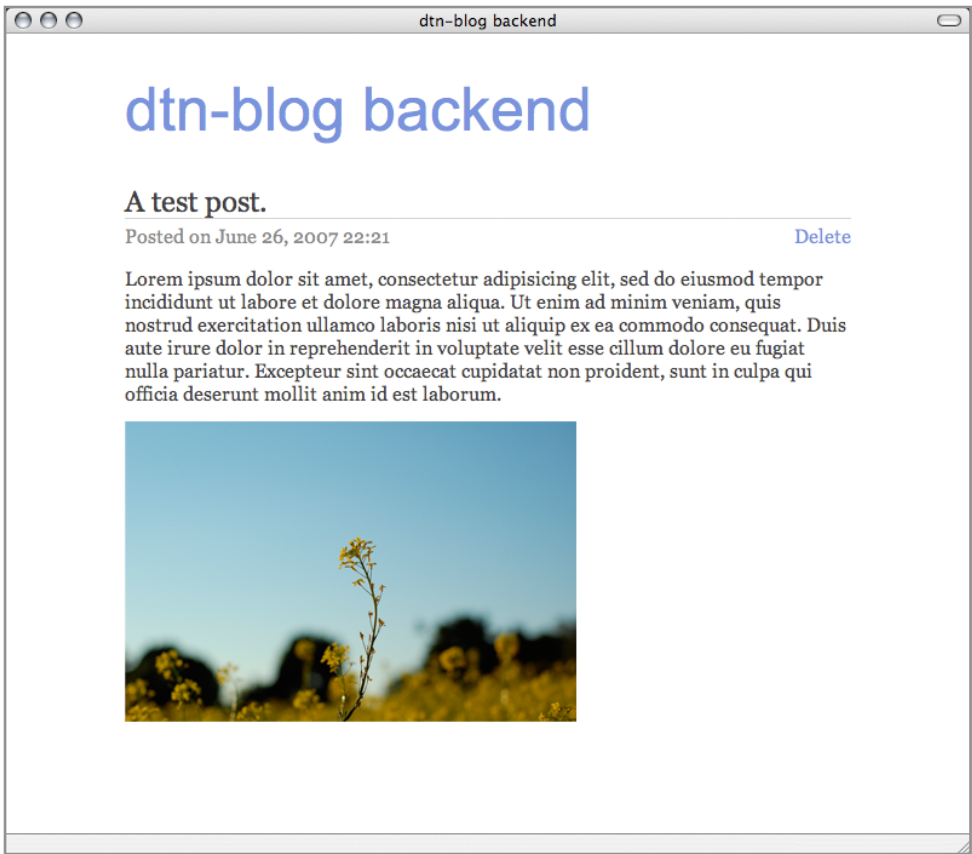 dtn-blog backend
dtn-blog backend
A test post.
Posted on June 26, 2007 22:21 Delete
Lorem ipsum dolor sit amet, consectetur adipisicing elit, sed do eiusmod tempor
incididunt ut labore et dolore magna aliqua. Ut enim ad minim veniam, quis
nostrud exercitation ullamco laboris nisi ut aliquip ex ea commodo consequat. Duis
aute irure dolor in reprehenderit in voluptate velit esse cillum dolore eu fugiat
nulla pariatur. Excepteur sint occaecat cupidatat non proident, sunt in culpa qui
officia deserunt mollit anim id est laborum.